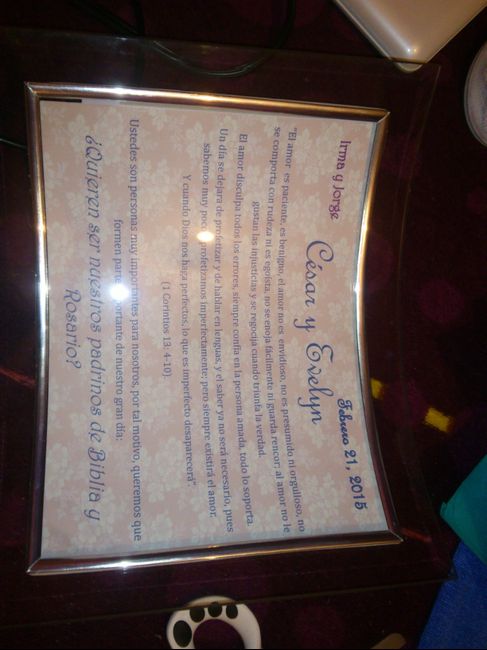 Irma y Jorge
Febrero 21, 2015
César y Evelyn
"El amor es paciente, es benigno, el amor no es envidioso, no es presumido ni orgulloso, no
se comporta con rudeza ni es egoísta, no se enoja fácilmente ni guarda rencor; al amor no le
gustan las injusticias y se regocija cuando triunfa la verdad.
El amor disculpa todos los errores, siempre confía en la persona amada, todo lo soporta.
Un día se dejara de profetizar y de hablar en lenguas, y el saber ya no será necesario, pues
sabemos muy poco y profetizamos imperfectamente; pero siempre existirá el amor.
Y cuando Dios nos haga perfectos, lo que es imperfecto desaparecerá".
(1 Corintios 13: 4-10)
Ustedes son personas muy importantes para nosotros, por tal motivo, queremos que
formen parte importante de nuestro gran día:
¿Quieren ser nuestros padrinos de Biblia y
Rosario?